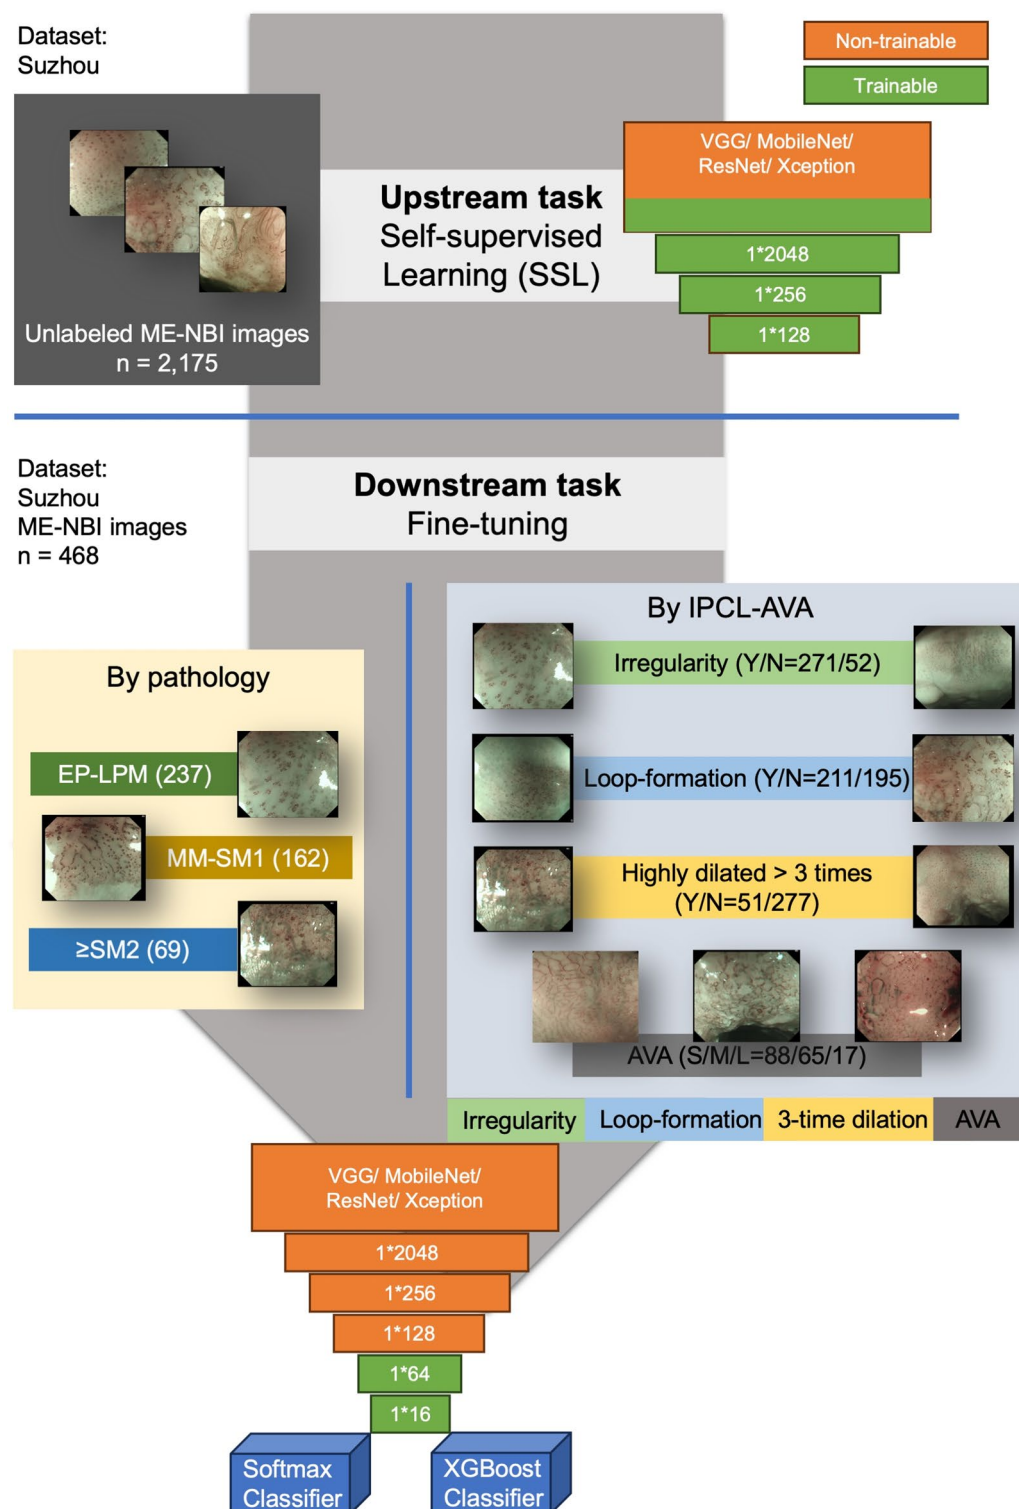 Dataset:
Suzhou
Non-trainable
Trainable
VGG/ MobileNet/
ResNet/ Xception
Upstream task
Self-supervised
Learning (SSL)
1*2048
1*256
1*128
Unlabeled ME-NBI images
n = 2,175
Dataset:
Suzhou
ME-NBI images
n = 468
Downstream task
Fine-tuning
By pathology
EP-LPM (237)
MM-SM1 (162)
≥SM2 (69)
By IPCL-AVA
Irregularity (Y/N=271/52)
Loop-formation (Y/N=211/195)
Highly dilated > 3 times
(Y/N=51/277)
AVA (S/M/L=88/65/17)
Irregularity
Loop-formation
3-time dilation
AVA
VGG/ MobileNet/
ResNet/ Xception
1*2048
1*256
1*128
1*64
1*16
Softmax
Classifier
XGBoost
Classifier